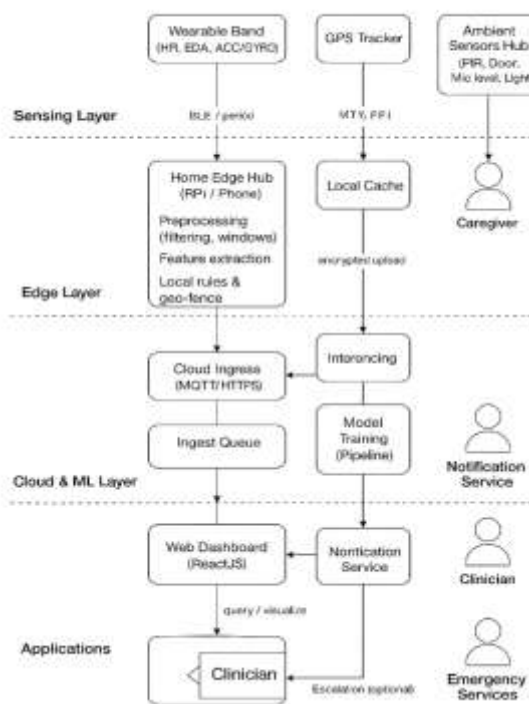 Wearable Band
(HR, EDA, ACC/GYRO)
GPS Tracker
Ambient
Sensors Hub
(PIR, Door,
Mic level, Light
Sensing Layer
BLE / period
Home Edge Hub
(RPi / Phone)
Preprocessing
(filtering, windows)
Feature extraction
Local rules &
geo-fence
Local Cache
Caregiver
encrypted upload
Edge Layer
Cloud Ingress
(MQTT/HTTPS)
Interencing
Ingest Queue
Model
Training
(Pipeline)
Cloud & ML Layer
Notification
Service
Web Dashboard
(ReactJS)
Nontication
Service
Clinician
query / visualize
Applications
Clinician
Escalation (optional)
Emergency
Services